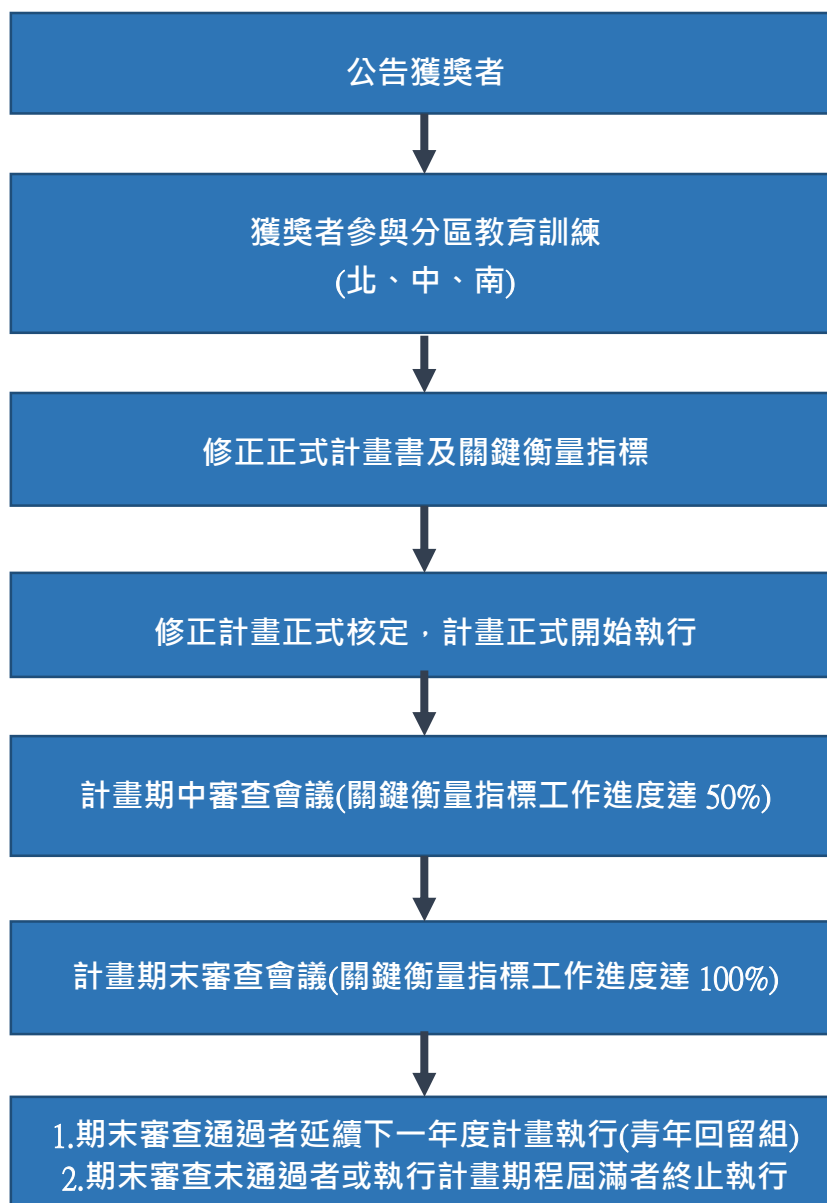 公告獲獎者
獲獎者參與分區教育訓練
(北、中、南)
修正正式計畫書及關鍵衡量指標
修正計畫正式核定，計畫正式開始執行
計畫期中審查會議(關鍵衡量指標工作進度達 50%)
計畫期末審查會議(關鍵衡量指標工作進度達 100%)
1.期末審查通過者延續下一年度計畫執行(青年回留組)
2.期末審查未通過者或執行計畫期程屆滿者終止執行